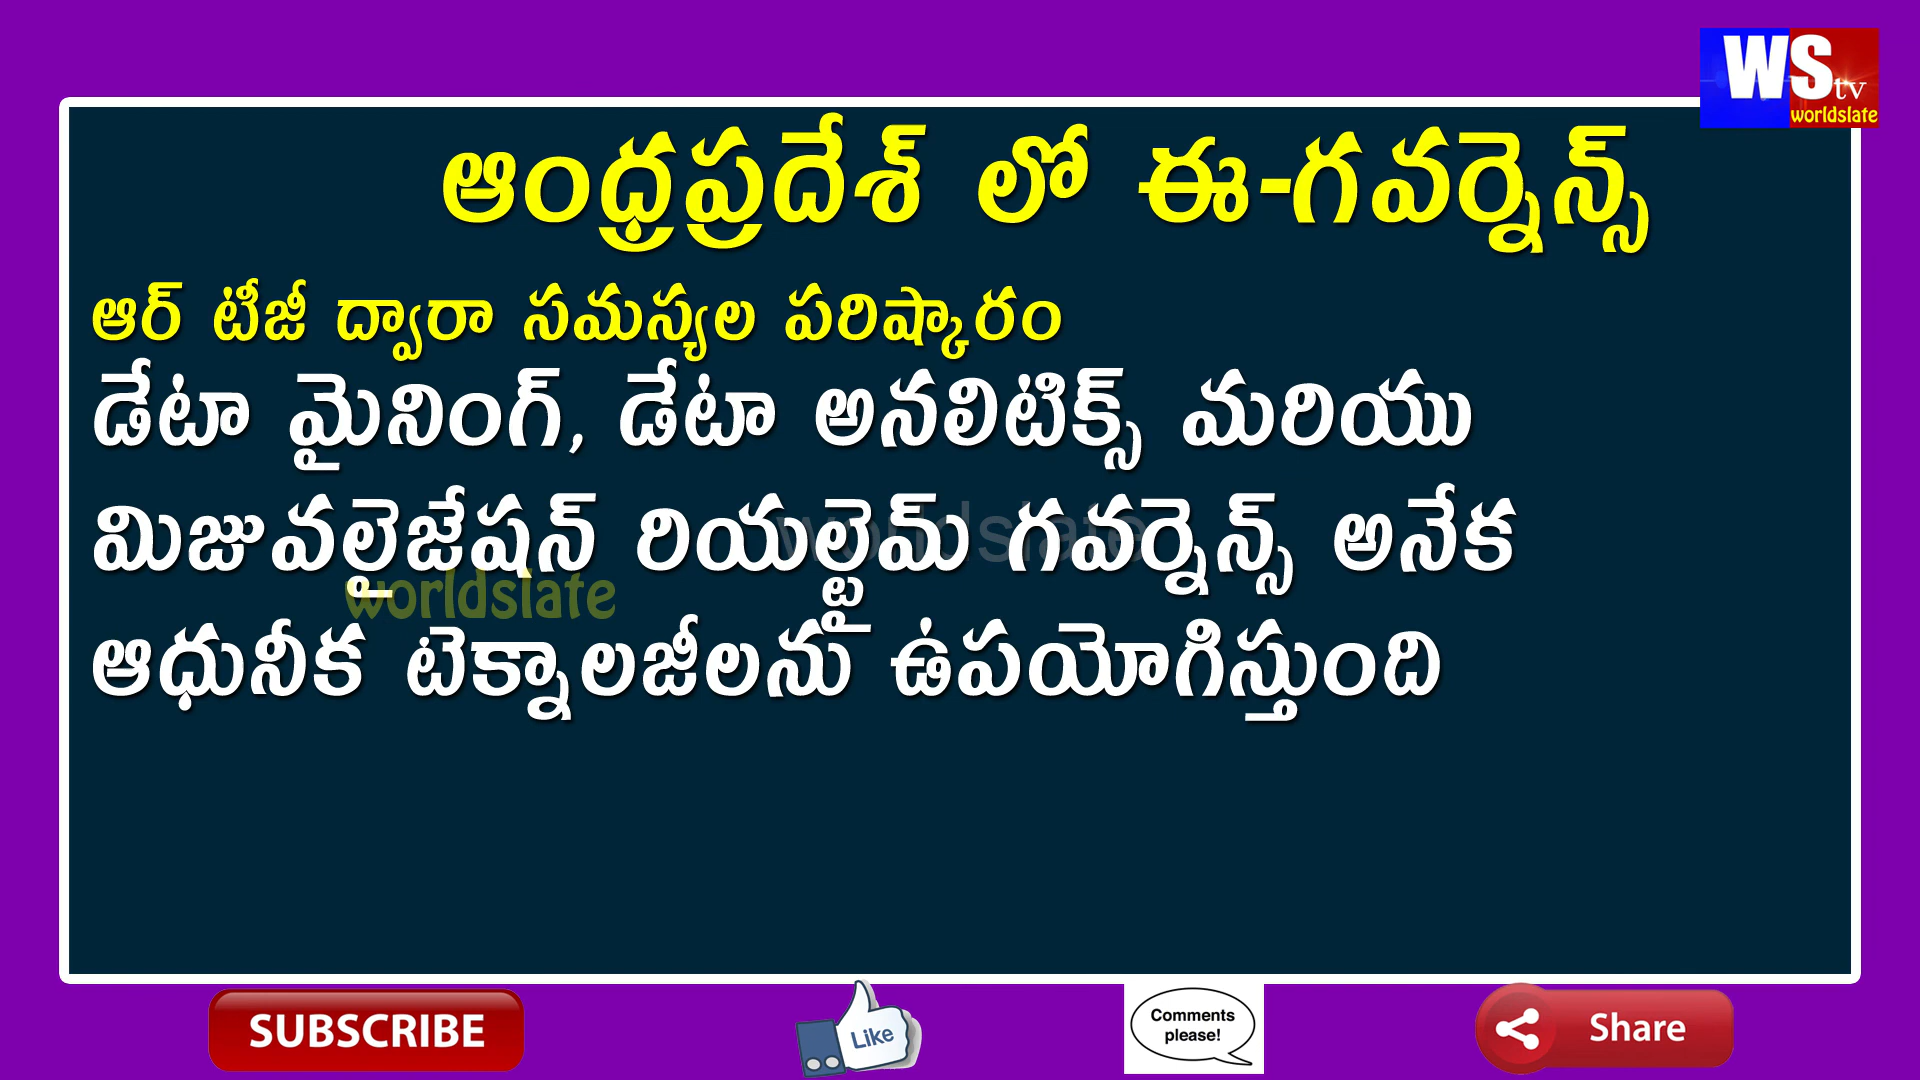 WS tv
worldslate
ఆంధ్రప్రదేశ్ లో ఈ-గవర్నెన్స్
ఆర్ టీజీ ద్వారా సమస్యల పరిష్కారం
డేటా మైనింగ్, డేటా అనలిటిక్స్ మరియు
మిజువలైజేషన్ రియల్టైమ్ గవర్నెన్స్ అనేక
worldslate
worldslate
ఆధునీక టెక్నాలజీలను ఉపయోగిస్తుంది
SUBSCRIBE
Like
Comments
please!
Share